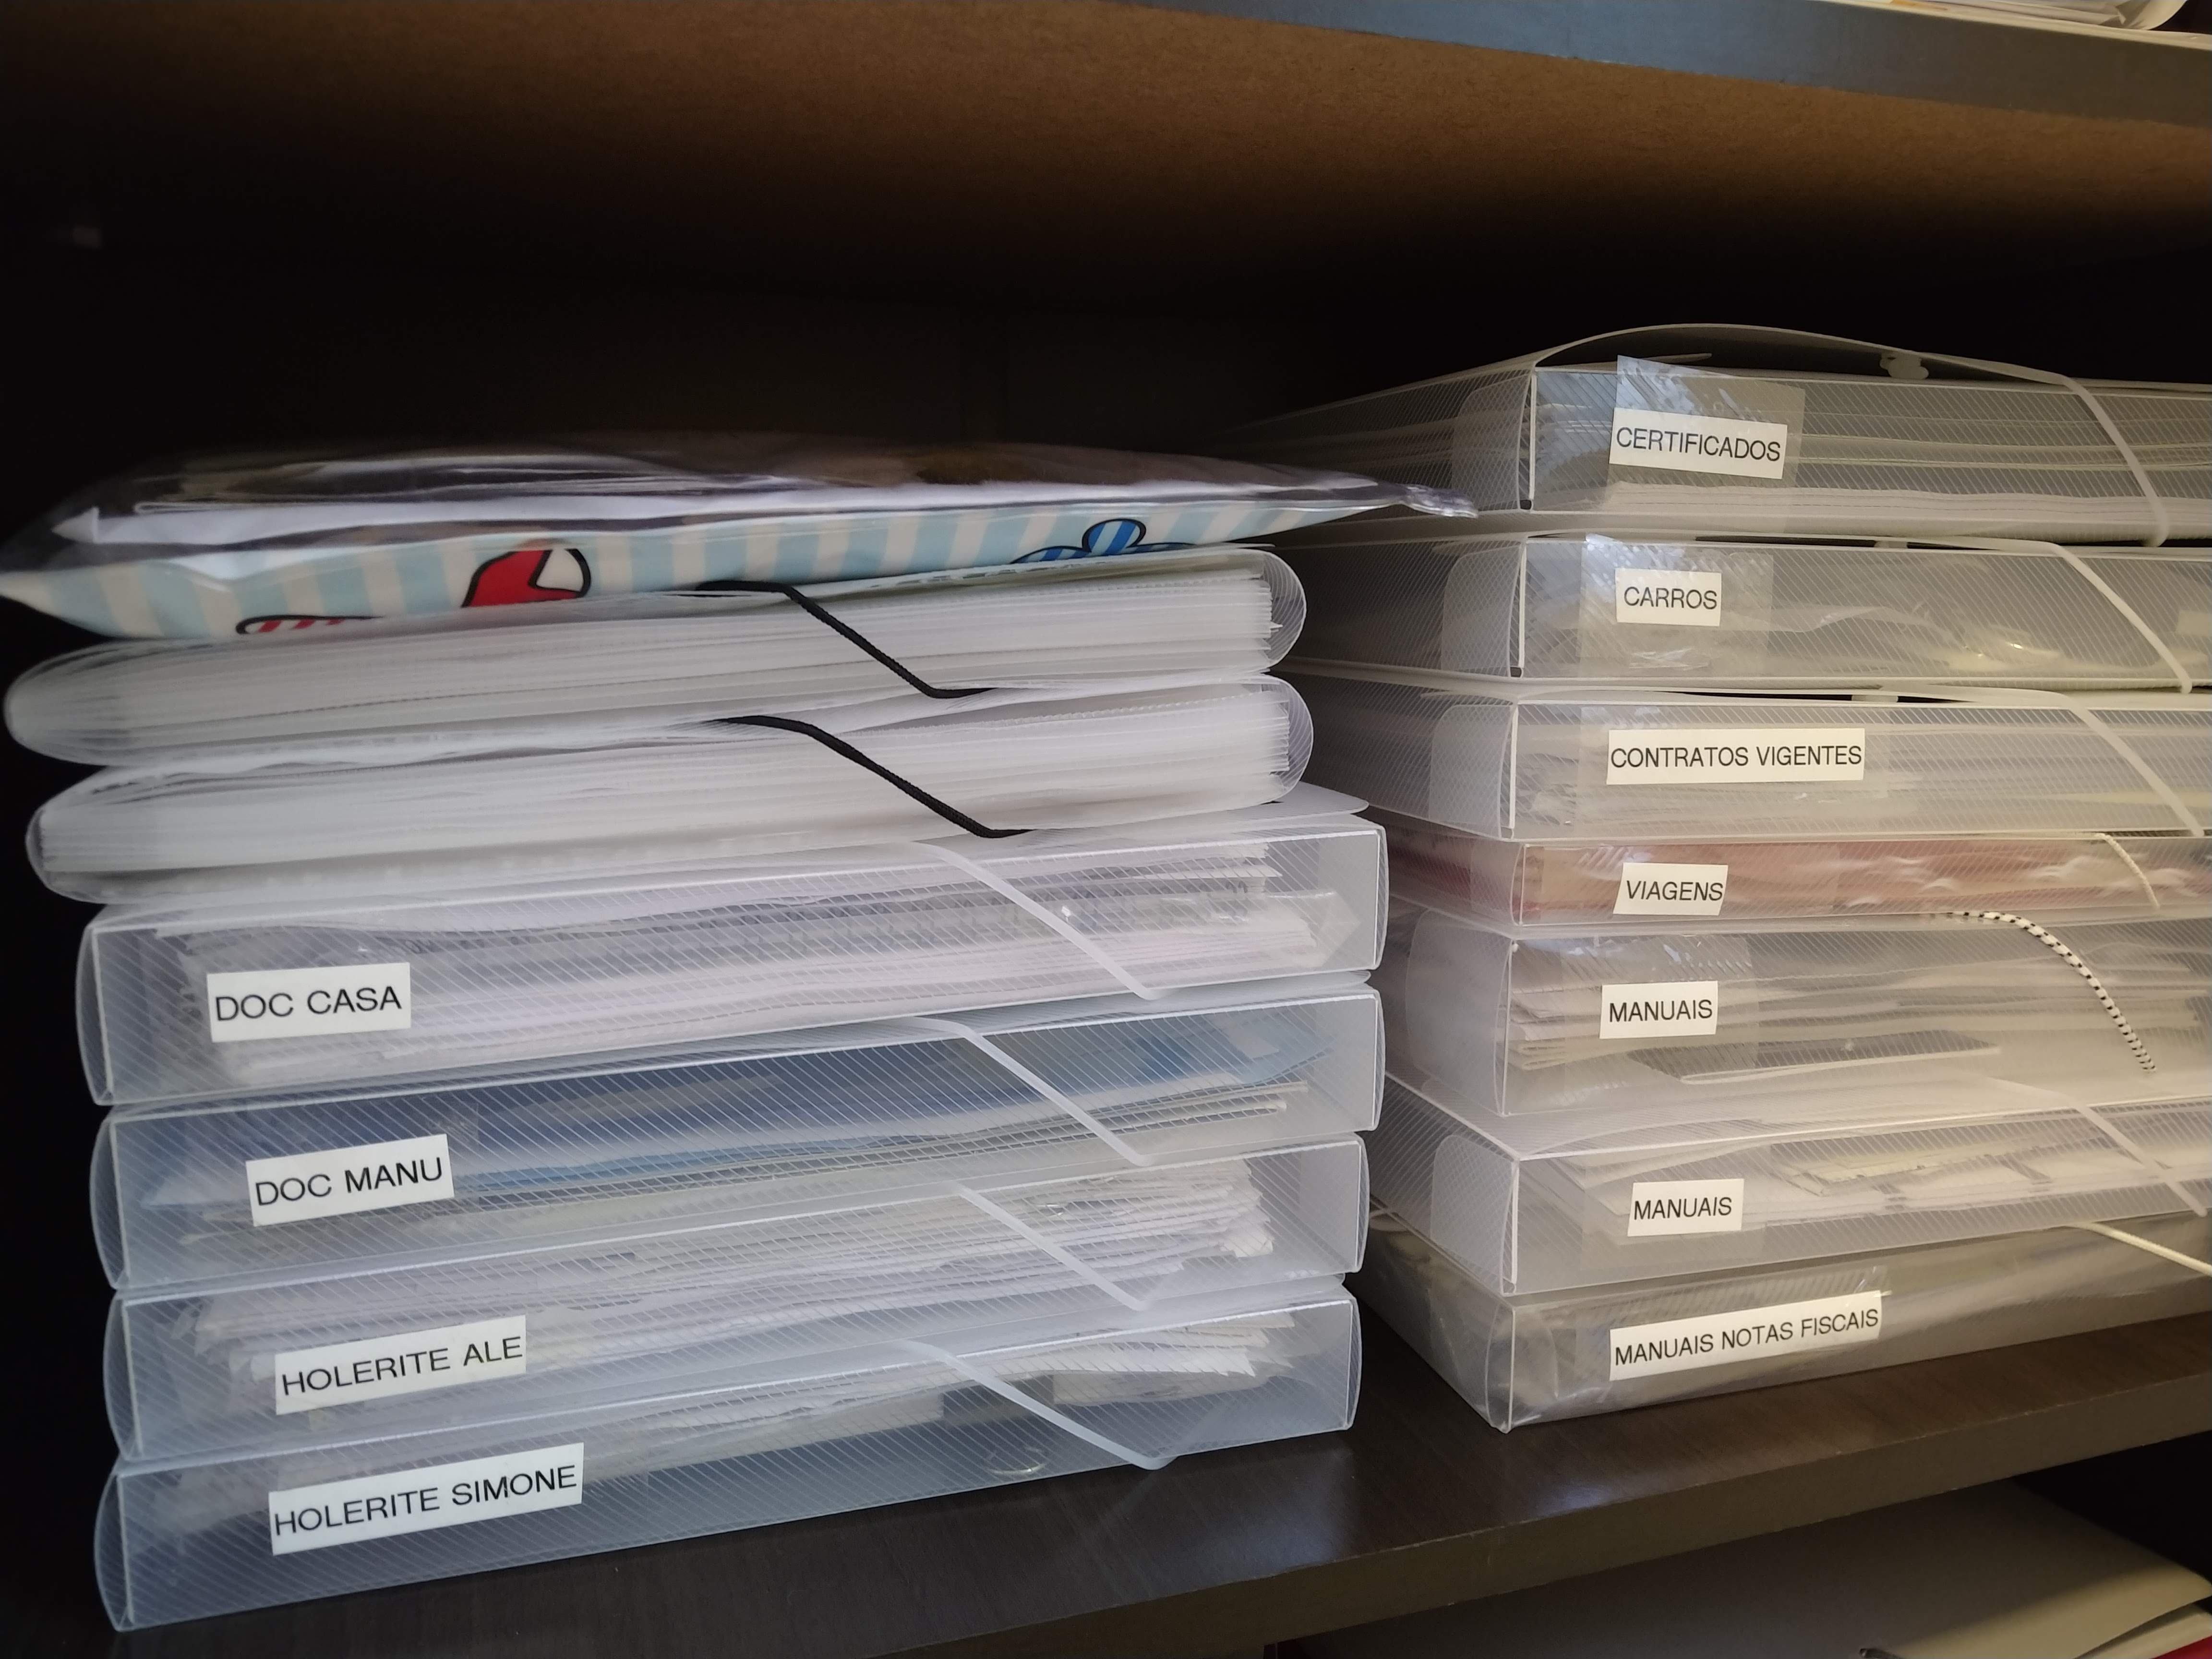 DOC CASA
DOC MANU
HOLERITE ALE
HOLERITE SIMONE
CERTIFICADOS
CARROS
CONTRATOS VIGENTES
VIAGENS
MANUAIS
MANUAIS
MANUAIS NOTAS FISCAIS